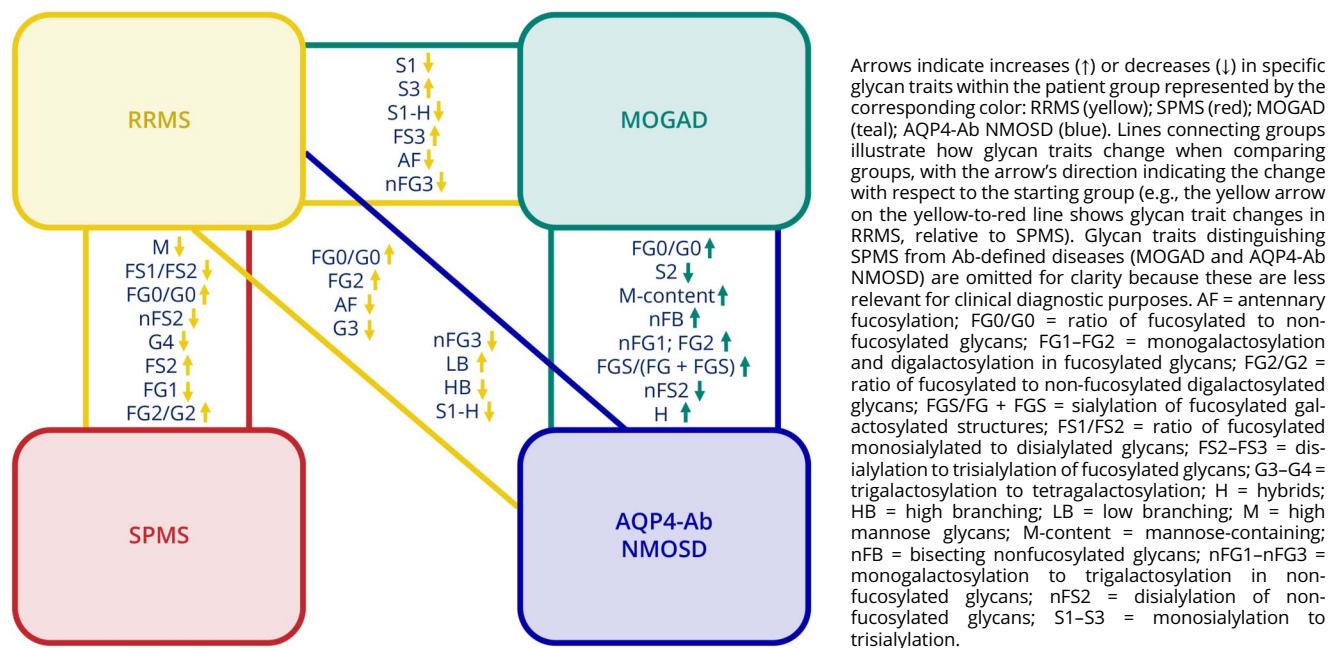 RRMS
S1 ↓
S3 ↑
S1-H ↓
FS3 ↑
AF ↓
nFG3 ↓
MOGAD
M ↓
FS1/FS2 ↓
FG0/G0 ↑
nFS2 ↓
G4 ↓
FS2 ↑
FG1 ↓
FG2/G2 ↑
FG0/G0 ↑
FG2 ↑
AF ↓
G3 ↓
nFG3 ↓
LB ↑
HB ↓
S1-H ↓
FG0/G0 ↑
S2 ↓
M-content ↑
nFB ↑
nFG1; FG2 ↑
FGS/(FG + FGS) ↑
nFS2 ↓
H ↑
SPMS
AQP4-Ab
NMOSD
Arrows indicate increases (↑) or decreases (↓) in specific
glycan traits within the patient group represented by the
corresponding color: RRMS (yellow); SPMS (red); MOGAD
(teal); AQP4-Ab NMOSD (blue). Lines connecting groups
illustrate how glycan traits change when comparing
groups, with the arrow's direction indicating the change
with respect to the starting group (e.g., the yellow arrow
on the yellow-to-red line shows glycan trait changes in
RRMS, relative to SPMS). Glycan traits distinguishing
SPMS from Ab-defined diseases (MOGAD and AQP4-Ab
NMOSD) are omitted for clarity because these are less
relevant for clinical diagnostic purposes. AF = antennary
fucosylation; FG0/G0 = ratio of fucosylated to non-
fucosylated glycans; FG1–FG2 = monogalactosylation
and digalactosylation in fucosylated glycans; FG2/G2 =
ratio of fucosylated to non-fucosylated digalactosylated
glycans; FGS/FG + FGS = sialylation of fucosylated gal-
actosylated structures; FS1/FS2 = ratio of fucosylated
monosialylated to disialylated glycans; FS2–FS3 = dis-
ialylation to trisialylation of fucosylated glycans; G3–G4 =
trigalactosylation to tetragalactosylation; H = hybrids;
HB = high branching; LB = low branching; M = high
mannose glycans; M-content = mannose-containing;
nFB = bisecting nonfucosylated glycans; nFG1–nFG3 =
monogalactosylation to trigalactosylation in non-
fucosylated glycans; nFS2 = disialylation of non-
fucosylated glycans; S1–S3 = monosialylation to
trisialylation.